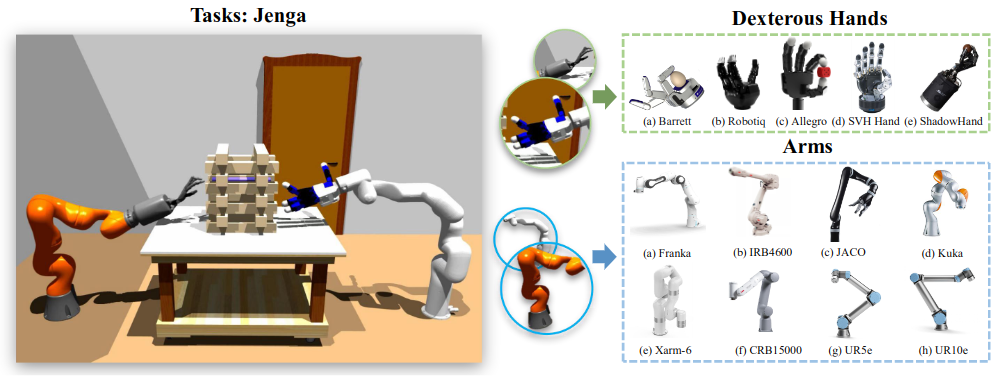 Tasks: Jenga
Dexterous Hands
(a) Barrett (b) Robotiq (c) Allegro (d) SVH Hand (e) ShadowHand
Arms
(a) Franka (b) IRB4600 (c) JACO (d) Kuka
(e) Xarm-6 (f) CRB15000 (g) UR5e (h) UR10e